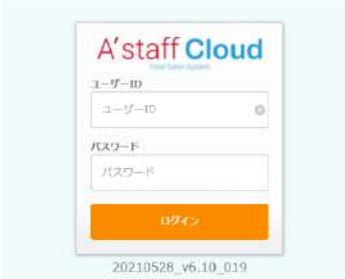 A'staff Cloud
Total Salon System
ユーザーID
ユーザーID
パスワード
パスワード
ログイン
20210528_v6.10_019